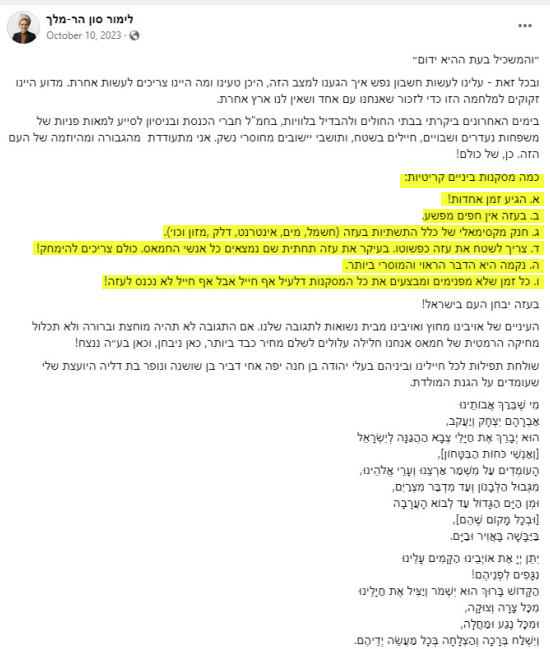 לימור סון הר-מלך
October 10, 2023
"והמשכיל בעת ההיא ידום"
ובכל זאת - עלינו לעשות חשבון נפש איך הגענו למצב הזה, היכן טעינו ומה היינו צריכים לעשות אחרת. מדוע היינו
זקוקים למלחמה הזו כדי לזכור שאנחנו עם אחד ושאין לנו ארץ אחרת.
בימים האחרונים ביקרתי בבתי החולים ולהבדיל בלוויות, בחמ"ל חברי הכנסת ובניסיון לסייע למאות פניות של
משפחות נעדרים ושבויים, חיילים בשטח, ותושבי יישובים מחוסרי נשק. אני מתעודדת מהגבורה ומהיוזמה של העם
הזה. כן, של כולם!
כמה מסקנות ביניים קריטיות:
א. הגיע זמן אחדות!
ב. בעזה אין חפים מפשע.
ג. חנק מקסימאלי של כלל התשתיות בעזה (חשמל, מים, אינטרנט, דלק ,מזון וכוי).
ד. צריך לשטח את עזה כפשוטו. בעיקר את עזה תחתית שם נמצאים כל אנשי החמאס. כולם צריכים להימחק!
ה. נקמה היא הדבר הראוי והמוסרי ביותר.
ו. כל זמן שלא מפנימים ומבצעים את כל המסקנות דלעיל אף חייל אבל אף חייל לא נכנס לעזה!
בעזה יבחן העם בישראל!
העיניים של אויבינו מחוץ ואויבינו מבית נשואות לתגובה שלנו. אם התגובה לא תהיה מוחצת וברורה ולא תכלול
מחיקה הרמטית של חמאס אנחנו חלילה עלולים לשלם מחיר כבד ביותר, כאן ניבחן, וכאן בע״ה ננצח!
שולחת תפילות לכל חיילינו וביניהם בעלי יהודה בן חנה יפה אחי דביר בן שושנה ונופר בת דליה היועצת שלי
שעומדים על הגנת המולדת.
מִי שֶׁבֵּרַךְ אֲבוֹתֵינוּ
אַבְרָהָם יִצְחָק וְיַעֲקֹב,
הוּא יְבָרֵךְ אֶת חַיָּלֵי צְבָא הַהֲגַנָּה לְיִשְׂרָאֵל
[וְאַנְשֵׁי כֹּחוֹת הַבִּטָּחוֹן],
הָעוֹמְדִים עַל מִשְׁמַר אַרְצֵנוּ וְעָרֵי אֱלֹהֵינוּ,
מִגְּבוּל הַלְּבָנוֹן וְעַד מִדְבַּר מִצְרַיִם,
וּמִן הַיָּם הַגָּדוֹל עַד לְבוֹא הָעֲרָבָה
[וּבְכָל מָקוֹם שֶׁהֵם],
בַּיַּבָּשָׁה בָּאֲוִיר וּבַיָּם.
יִתֵּן יְיָ אֶת אוֹיְבֵינוּ הַקָּמִים עָלֵינוּ
נִגָּפִים לִפְנֵיהֶם!
הַקָּדוֹשׁ בָּרוּךְ הוּא יִשְׁמֹר וְיַצִּיל אֶת חַיָּלֵינוּ
מִכָּל צָרָה וְצוּקָה,
וּמִכָּל נֶגַע וּמַחֲלָה,
וְיִשְׁלַח בְּרָכָה וְהַצְלָחָה בְּכָל מַעֲשֵׂה יְדֵיהֶם.